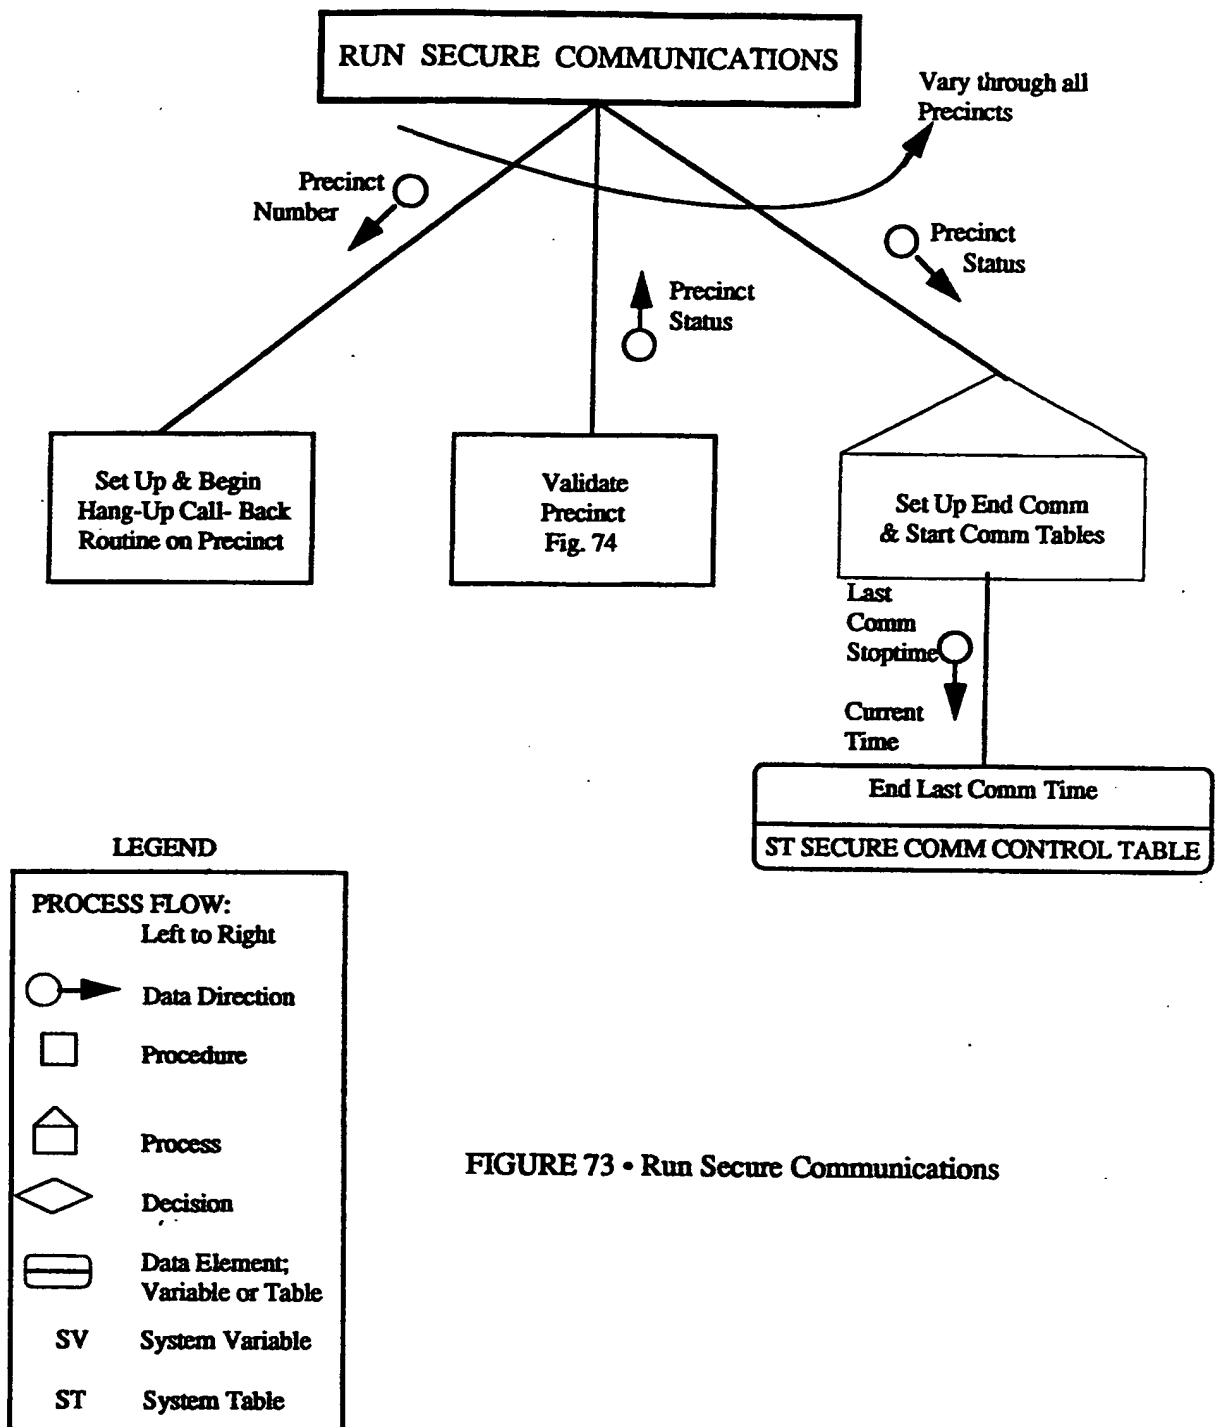 RUN SECURE COMMUNICATIONS
Vary through all
Precincts
Precinct
Number
Precinct
Status
Precinct
Status
Set Up & Begin
Hang-Up Call- Back
Routine on Precinct
Validate
Precinct
Fig. 74
Set Up End Comm
& Start Comm Tables
Last
Comm
Stoptime
Current
Time
End Last Comm Time
ST SECURE COMM CONTROL TABLE
LEGEND
PROCESS FLOW:
Left to Right
Data Direction
Procedure
Process
Decision
Data Element;
Variable or Table
SV System Variable
ST System Table
FIGURE 73 • Run Secure Communications